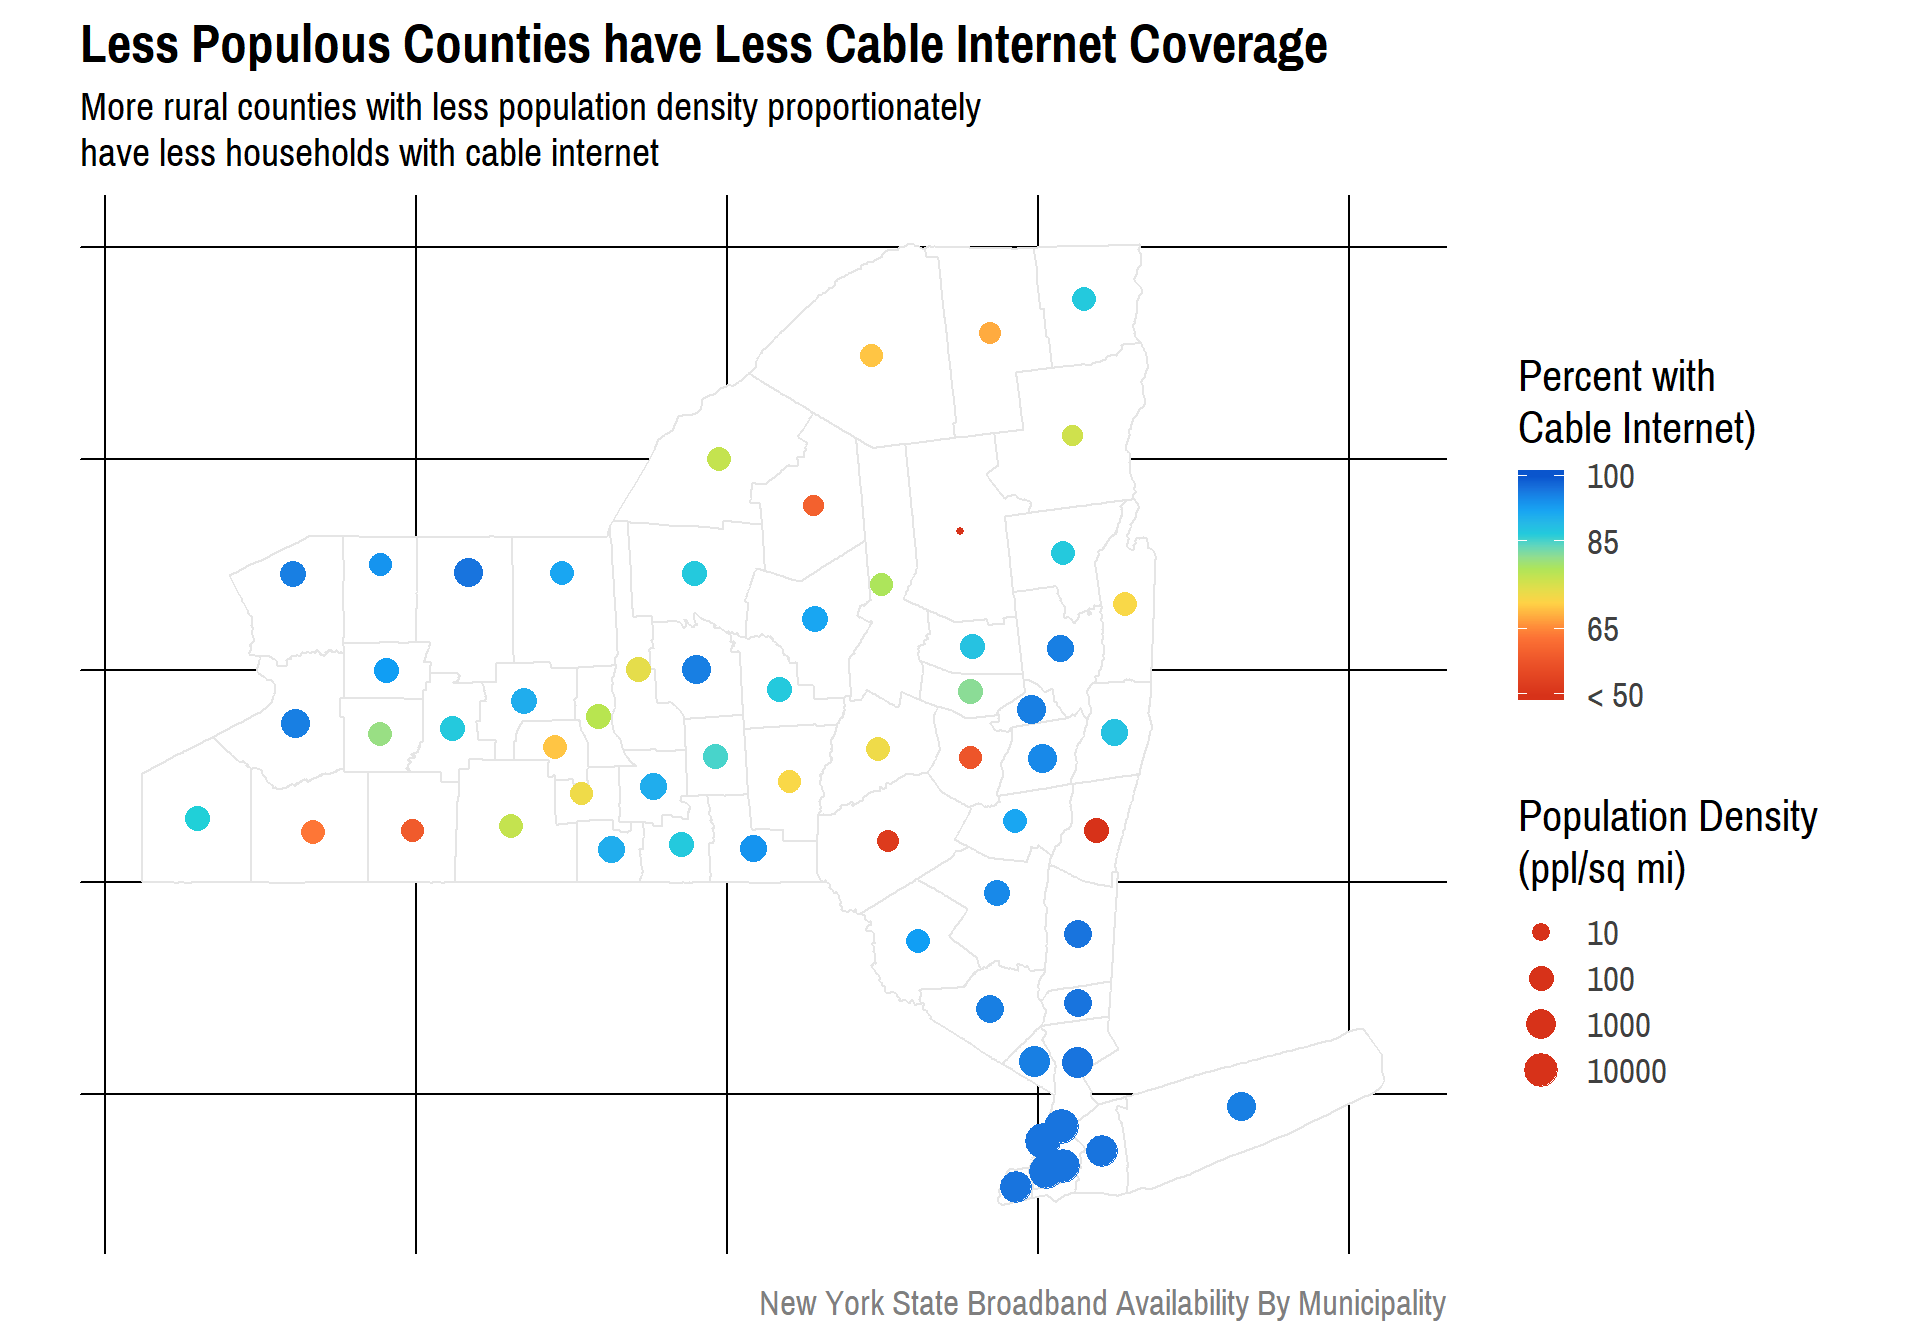 Less Populous Counties have Less Cable Internet Coverage
More rural counties with less population density proportionately
have less households with cable internet
Percent with
Cable Internet)
100
85
65
< 50
Population Density
(ppl/sq mi)
10
100
1000
10000
New York State Broadband Availability By Municipality